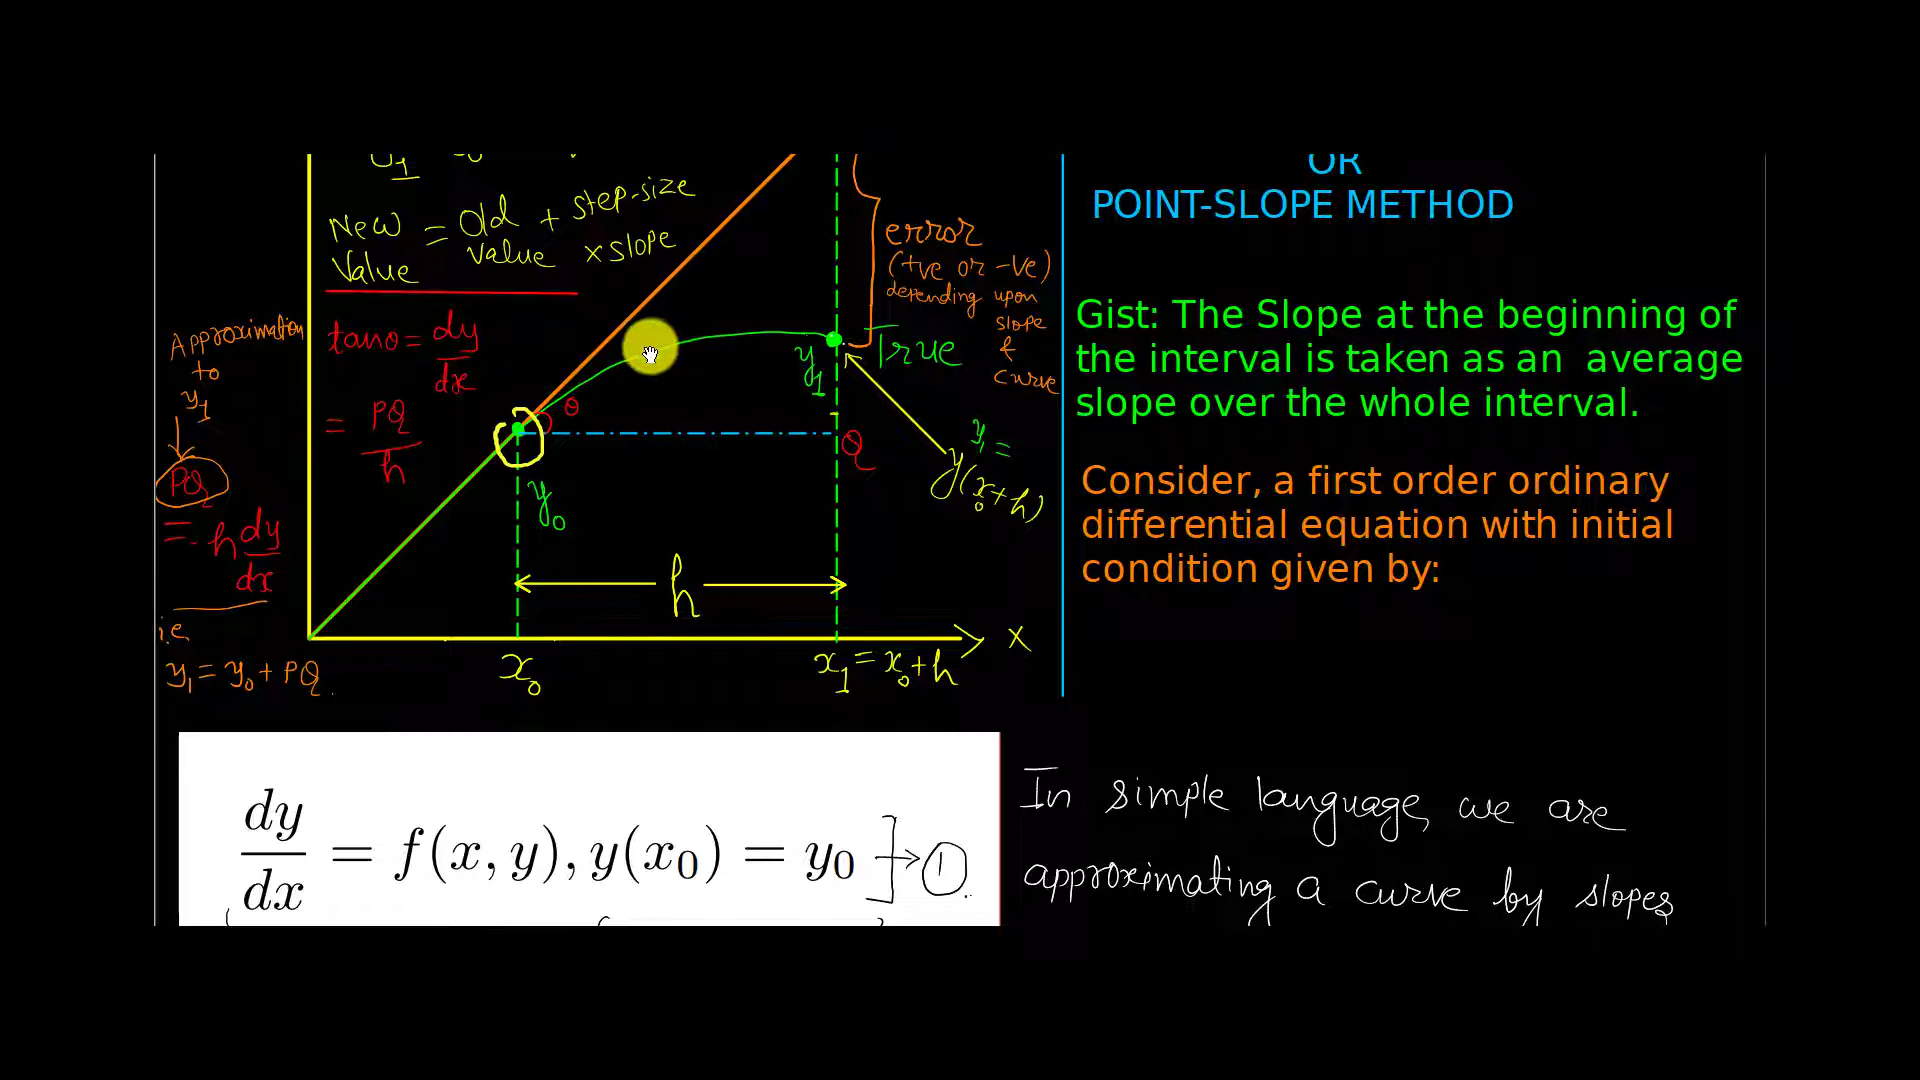 New = Old + step-size
Value value x slope
tanθ = dy/dx
= PQ/h
Approximation
to
y₁
PQ
= h dy/dx
i.e
y₁ = y₀ + PQ
error
(+ve or -ve)
depending upon
slope
&
curve
True
y₁
θ
Q
y₀
y₁ =
y(x₀+h)
h
x
x₀
x₁ = x₀+h
OR
POINT-SLOPE METHOD
Gist: The Slope at the beginning of
the interval is taken as an average
slope over the whole interval.
Consider, a first order ordinary
differential equation with initial
condition given by:
dy/dx = f(x, y), y(x₀) = y₀ ] → ①
In simple language, we are
approximating a curve by slopes